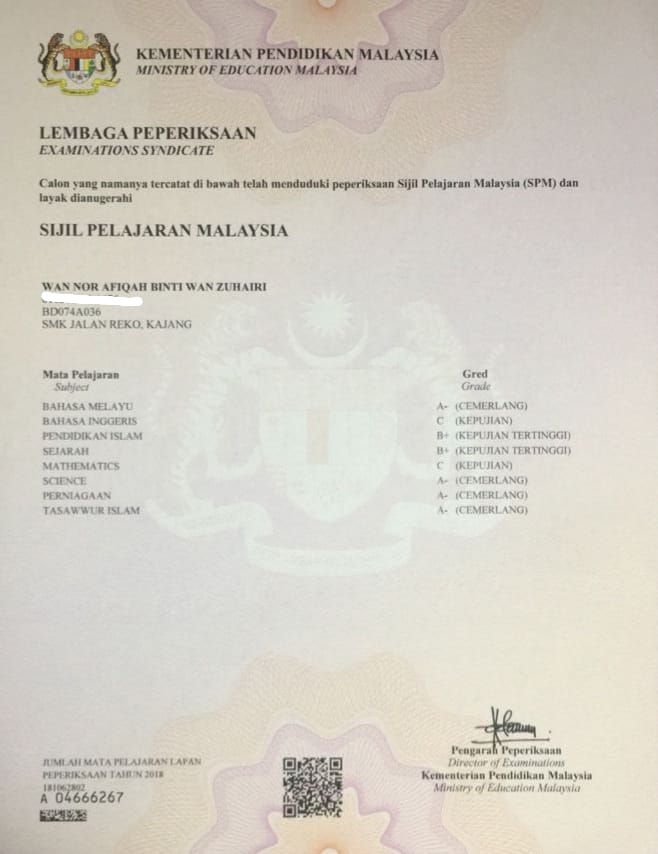 KEMENTERIAN PENDIDIKAN MALAYSIA
MINISTRY OF EDUCATION MALAYSIA
LEMBAGA PEPERIKSAAN
EXAMINATIONS SYNDICATE
Calon yang namanya tercatat di bawah telah menduduki peperiksaan Sijil Pelajaran Malaysia (SPM) dan
layak dianugerahi
SIJIL PELAJARAN MALAYSIA
WAN NOR AFIQAH BINTI WAN ZUHAIRI
BD074A036
SMK JALAN REKO, KAJANG
Mata Pelajaran Gred
Subject Grade
BAHASA MELAYU A- (CEMERLANG)
BAHASA INGGERIS C (KEPUJIAN)
PENDIDIKAN ISLAM B+ (KEPUJIAN TERTINGGI)
SEJARAH B+ (KEPUJIAN TERTINGGI)
MATHEMATICS C (KEPUJIAN)
SCIENCE A- (CEMERLANG)
PERNIAGAAN A- (CEMERLANG)
TASAWWUR ISLAM A- (CEMERLANG)
Pengarah Peperiksaan
Director of Examinations
Kementerian Pendidikan Malaysia
Ministry of Education Malaysia
JUMLAH MATA PELAJARAN LAPAN
PEPERIKSAAN TAHUN 2018
181062802
A 04666267